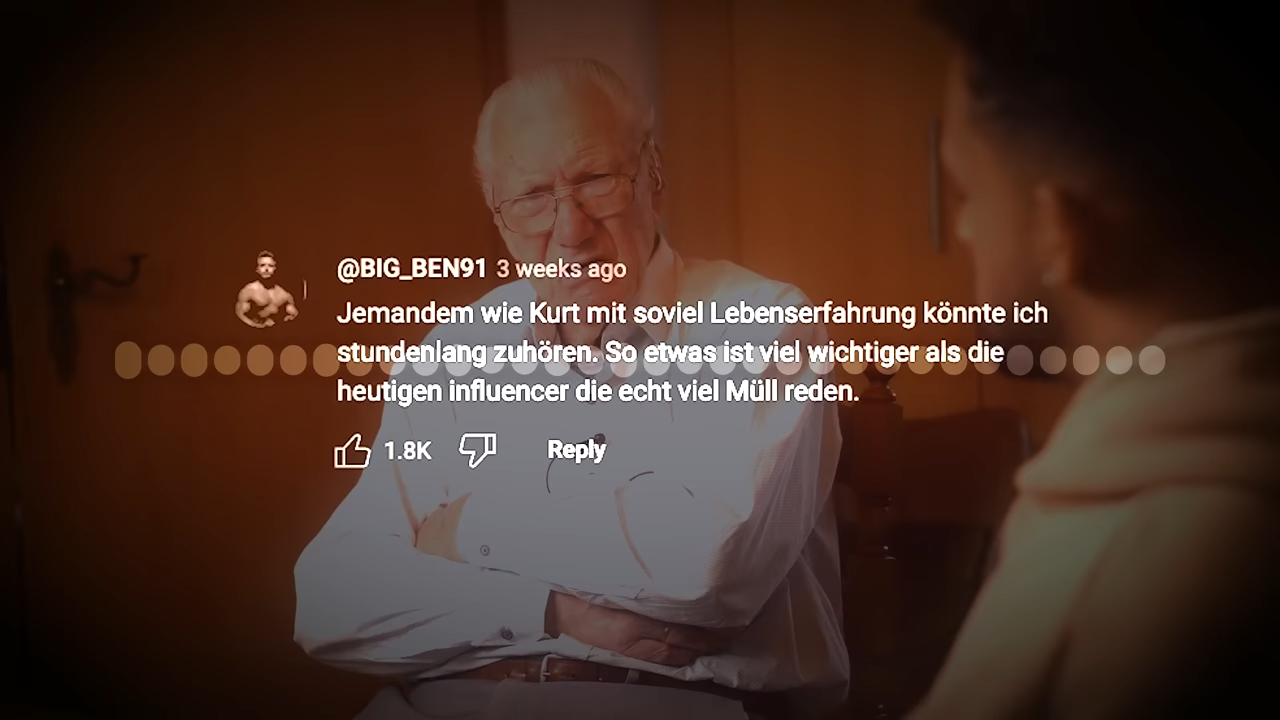 @BIG_BEN91 3 weeks ago
Jemandem wie Kurt mit soviel Lebenserfahrung könnte ich
stundenlang zuhören. So etwas ist viel wichtiger als die
heutigen influencer die echt viel Müll reden.
1.8K Reply